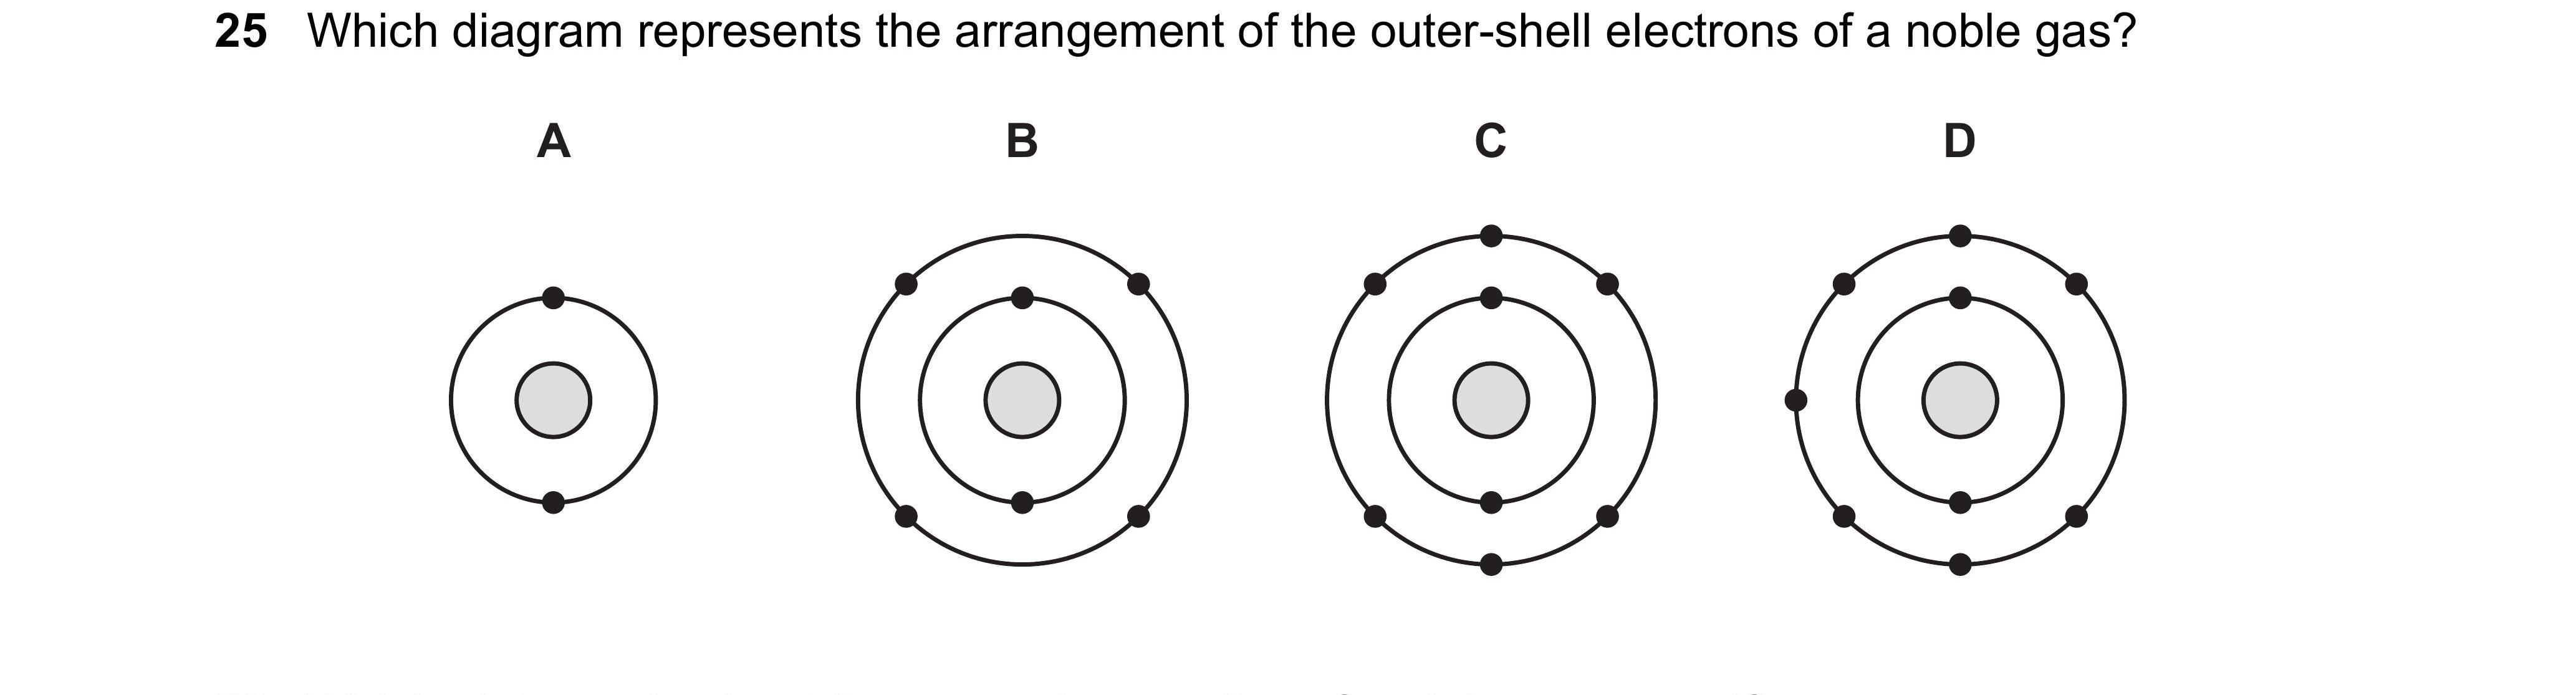 25 Which diagram represents the arrangement of the outer-shell electrons of a noble gas?
A B C D